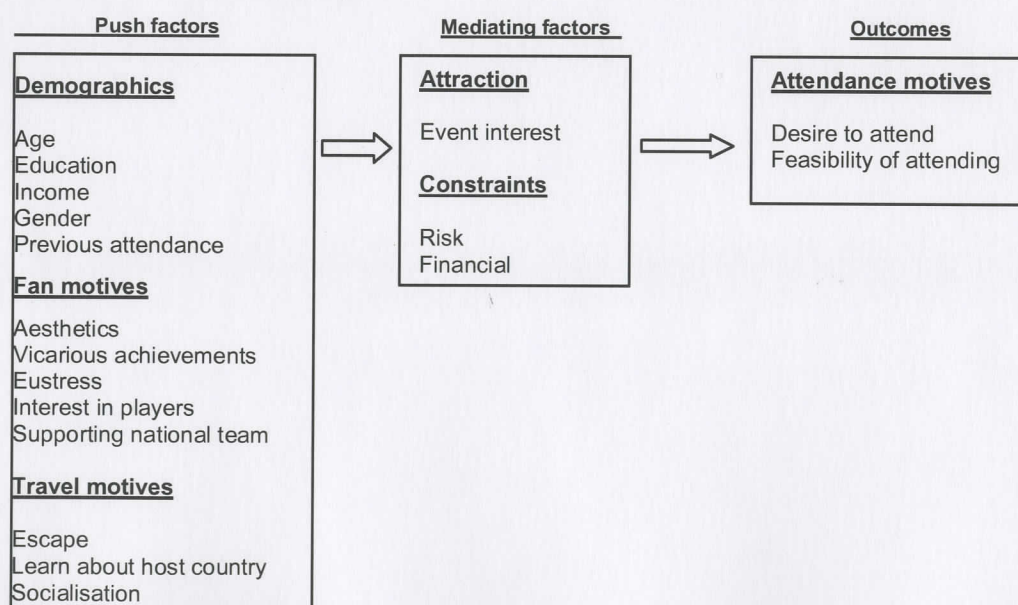 Push factors
Demographics
Age
Education
Income
Gender
Previous attendance
Fan motives
Aesthetics
Vicarious achievements
Eustress
Interest in players
Supporting national team
Travel motives
Escape
Learn about host country
Socialisation
Mediating factors
Attraction
Event interest
Constraints
Risk
Financial
Outcomes
Attendance motives
Desire to attend
Feasibility of attending